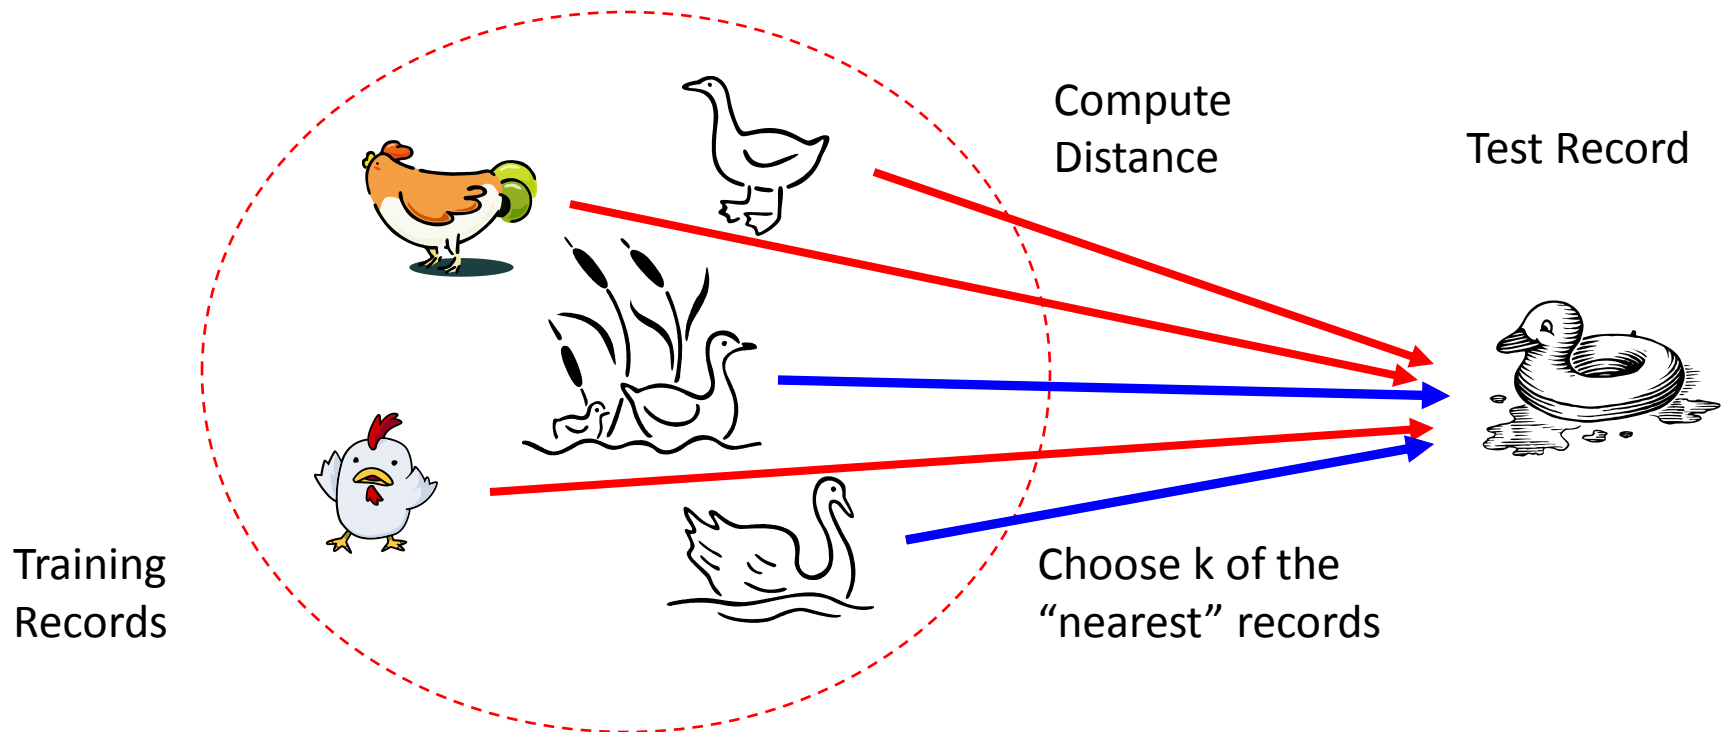 Compute
Distance
Test Record
Training
Records
Choose k of the
“nearest” records